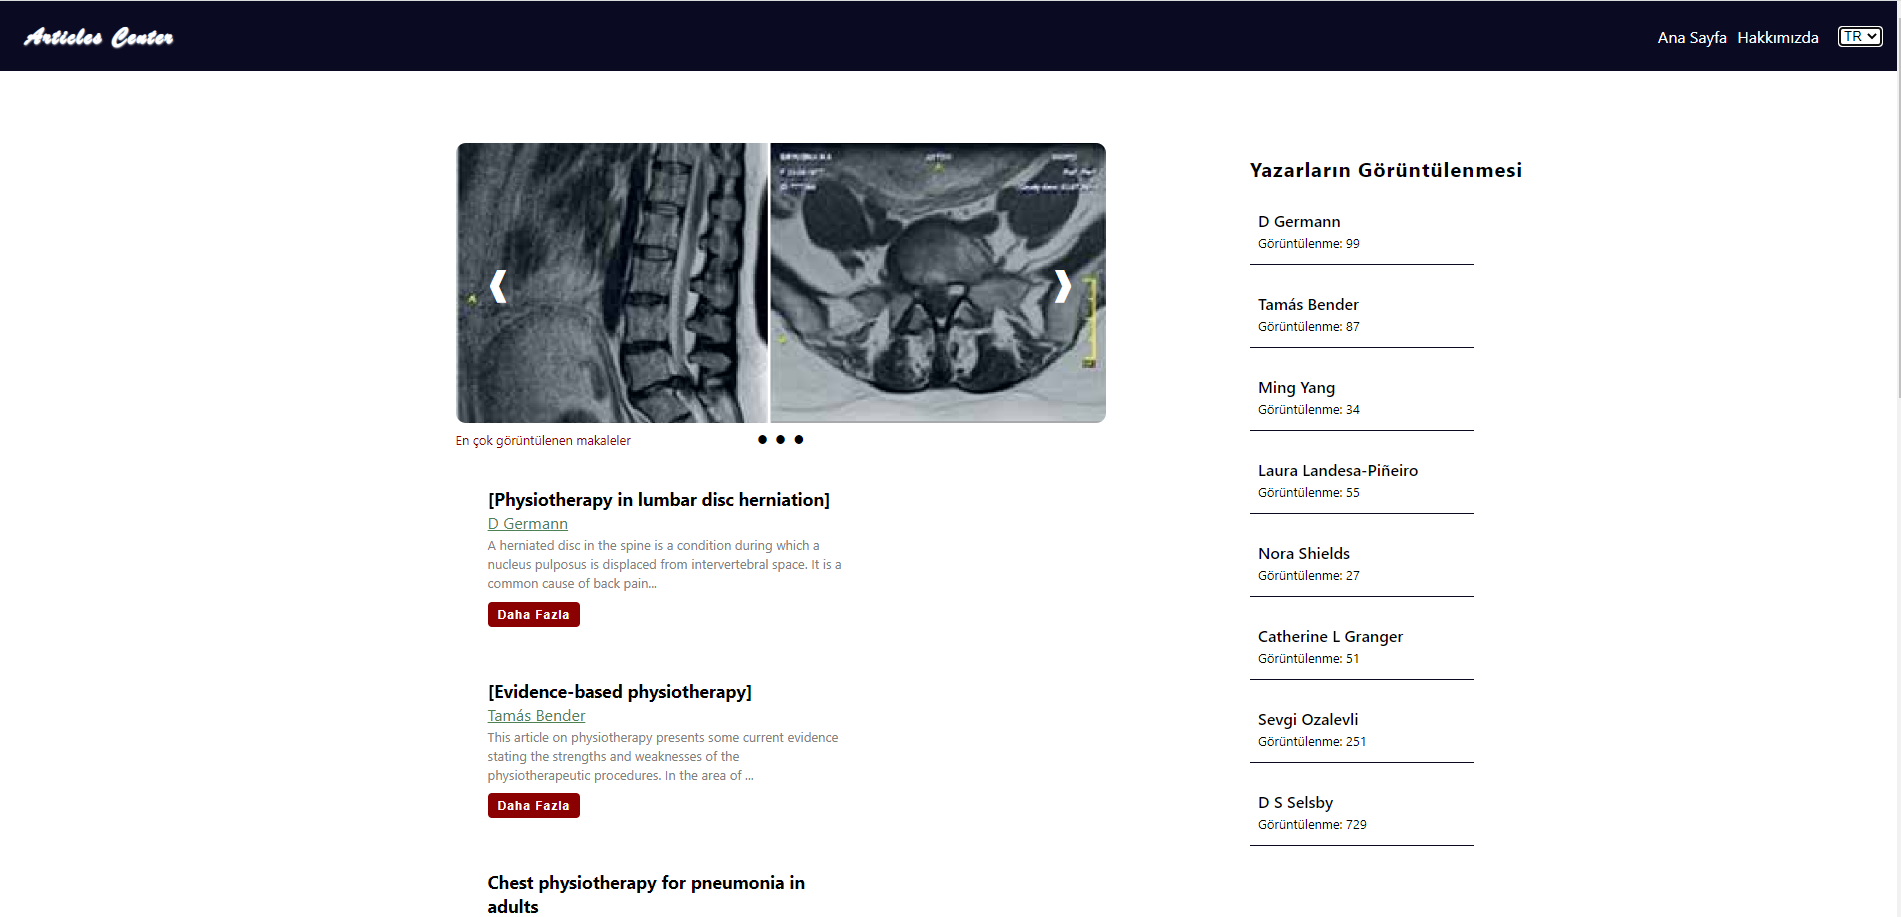 Articles Center
Ana Sayfa
Hakkımızda
TR
En çok görüntülenen makaleler
[Physiotherapy in lumbar disc herniation]
D Germann
A herniated disc in the spine is a condition during which a
nucleus pulposus is displaced from intervertebral space. It is a
common cause of back pain...
Daha Fazla
[Evidence-based physiotherapy]
Tamás Bender
This article on physiotherapy presents some current evidence
stating the strengths and weaknesses of the
physiotherapeutic procedures. In the area of ...
Daha Fazla
Chest physiotherapy for pneumonia in
adults
Yazarların Görüntülenmesi
D Germann
Görüntülenme: 99
Tamás Bender
Görüntülenme: 87
Ming Yang
Görüntülenme: 34
Laura Landesa-Piñeiro
Görüntülenme: 55
Nora Shields
Görüntülenme: 27
Catherine L Granger
Görüntülenme: 51
Sevgi Ozalevli
Görüntülenme: 251
D S Selsby
Görüntülenme: 729